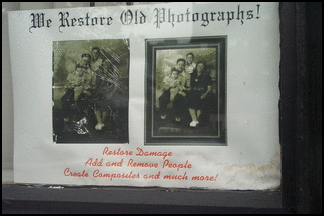 We Restore Old Photographs!
Restore Damage
Add and Remove People
Create Composites and much more!